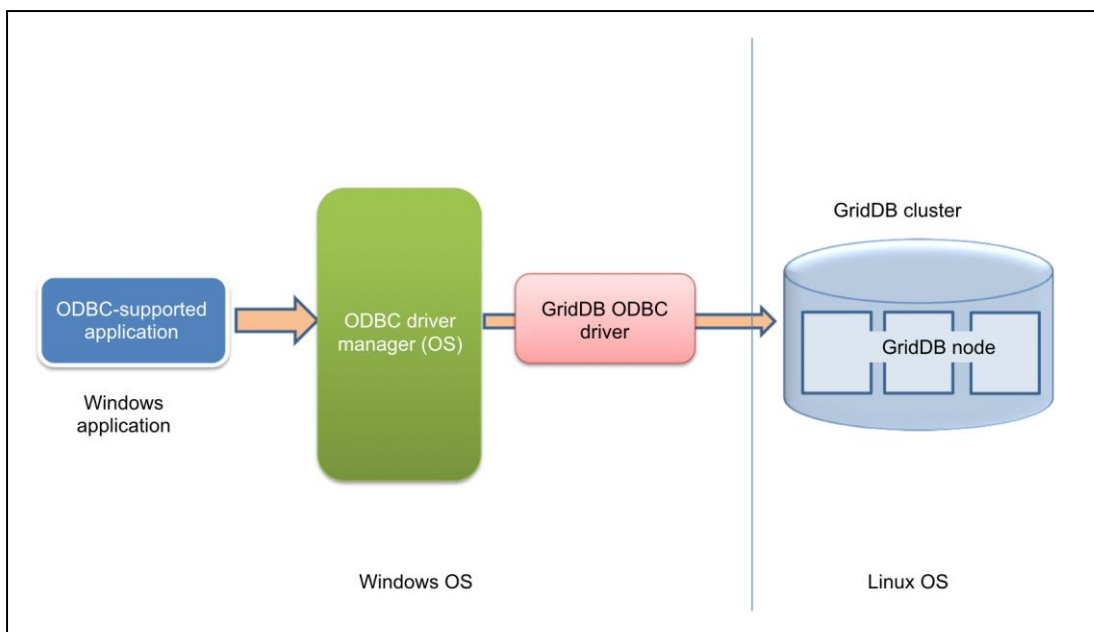 GridDB cluster
ODBC-supported
application
ODBC driver
manager (OS)
GridDB ODBC
driver
GridDB node
Windows
application
Windows OS
Linux OS